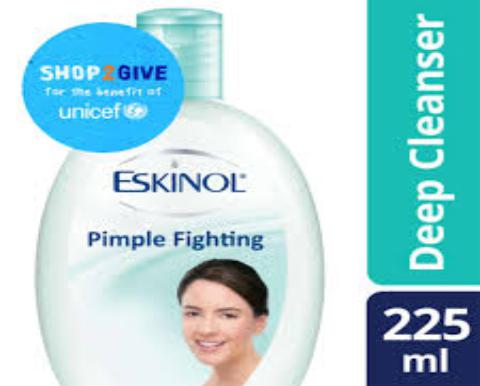 SHOP2GIVE
for the benefit of
unicef
ESKINOL®
Pimple Fighting
Deep Cleanser
225
ml